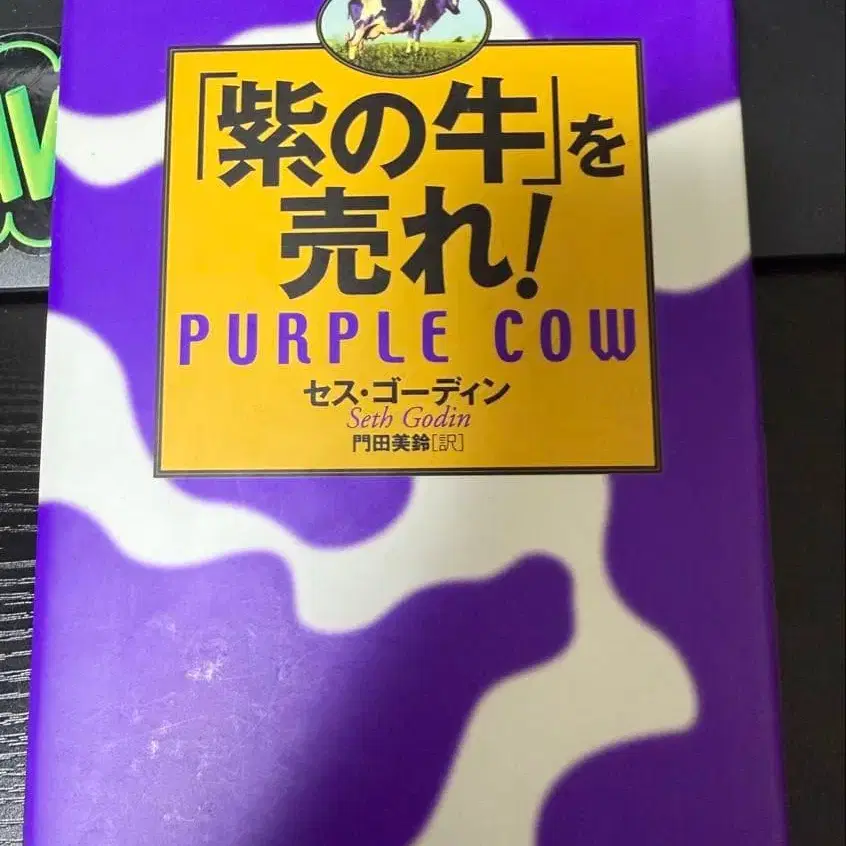 「紫の牛」を
売れ!
PURPLE COW
セス・ゴーディン
Seth Godin
門田美鈴[訳]